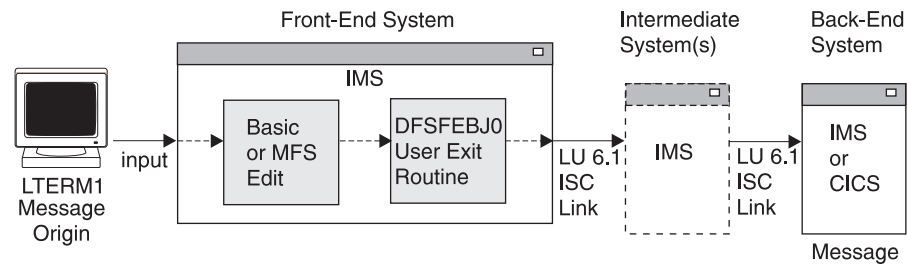 Front-End System
Intermediate
System(s)
Back-End
System
IMS
Basic
or MFS
Edit
DFSFEBJ0
User Exit
Routine
input
LTERM1
Message
Origin
LU 6.1
ISC
Link
IMS
LU 6.1
ISC
Link
IMS
or
CICS
Message